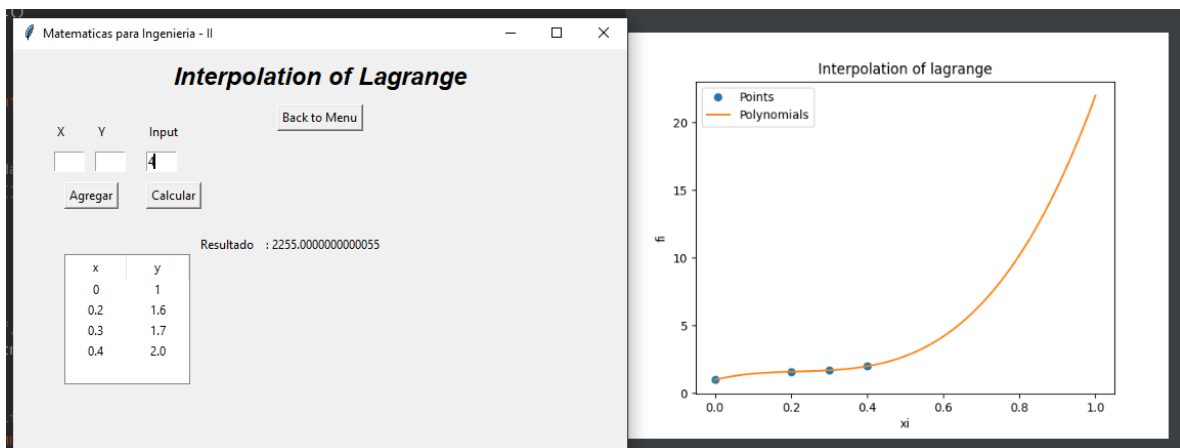 Matematicas para Ingenieria - II
Interpolation of Lagrange
Back to Menu
X Y Input
4
Agregar Calcular
Resultado : 2255.0000000000055
x y
0 1
0.2 1.6
0.3 1.7
0.4 2.0
Interpolation of lagrange
Points
Polynomials
20
15
10
5
0
fi
0.0 0.2 0.4 0.6 0.8 1.0
xi